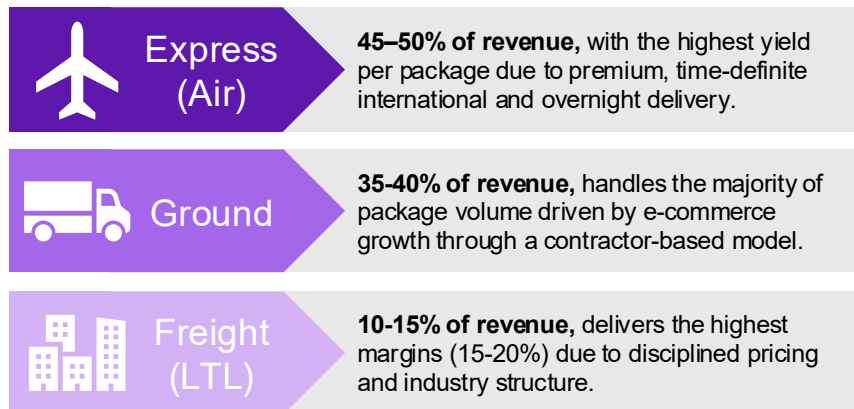 Express
(Air)
45–50% of revenue, with the highest yield
per package due to premium, time-definite
international and overnight delivery.
Ground
35-40% of revenue, handles the majority of
package volume driven by e-commerce
growth through a contractor-based model.
Freight
(LTL)
10-15% of revenue, delivers the highest
margins (15-20%) due to disciplined pricing
and industry structure.